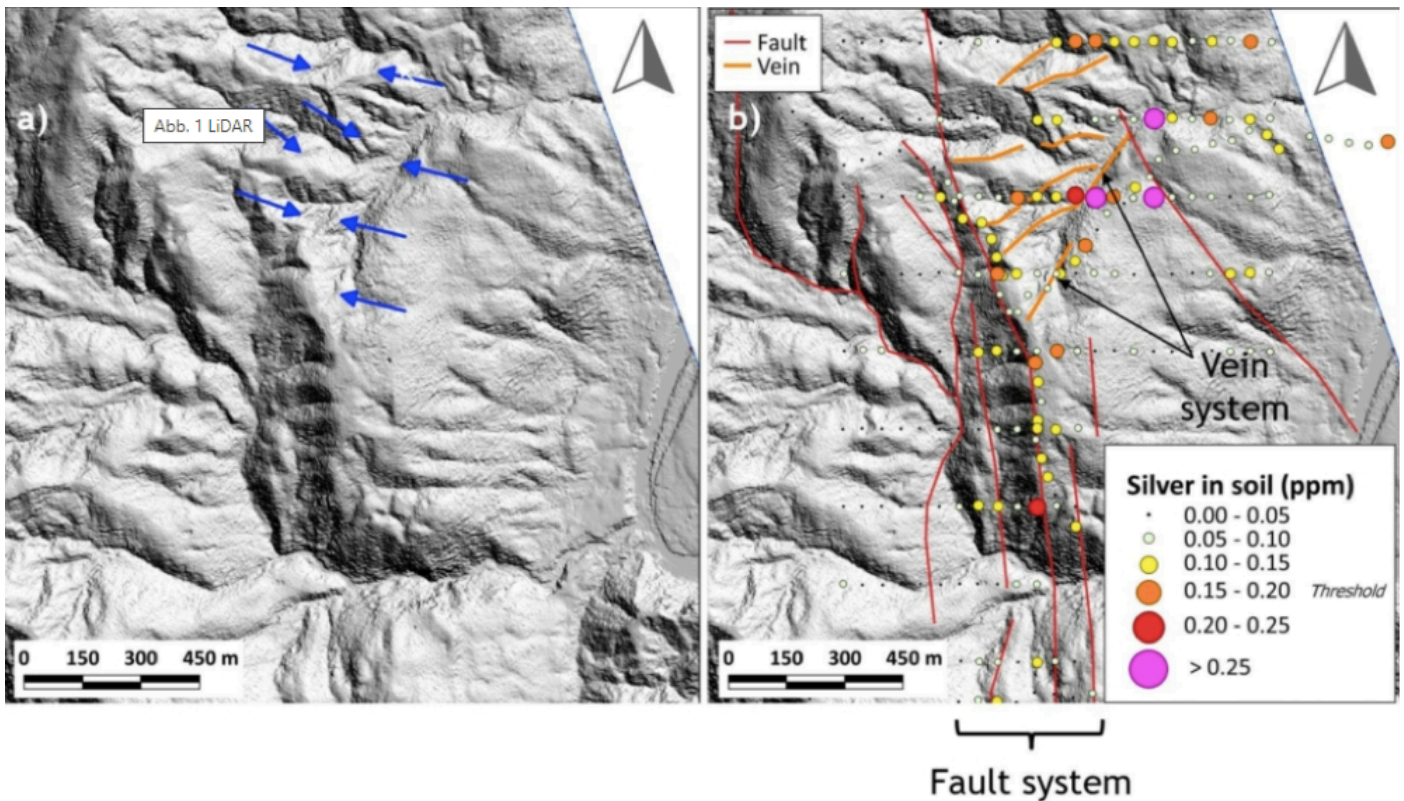 a)
Abb. 1 LiDAR
0 150 300 450 m
Fault
Vein
b)
Vein
system
Silver in soil (ppm)
0.00 - 0.05
0.05 - 0.10
0.10 - 0.15
0.15 - 0.20 Threshold
0.20 - 0.25
> 0.25
0 150 300 450 m
Fault system